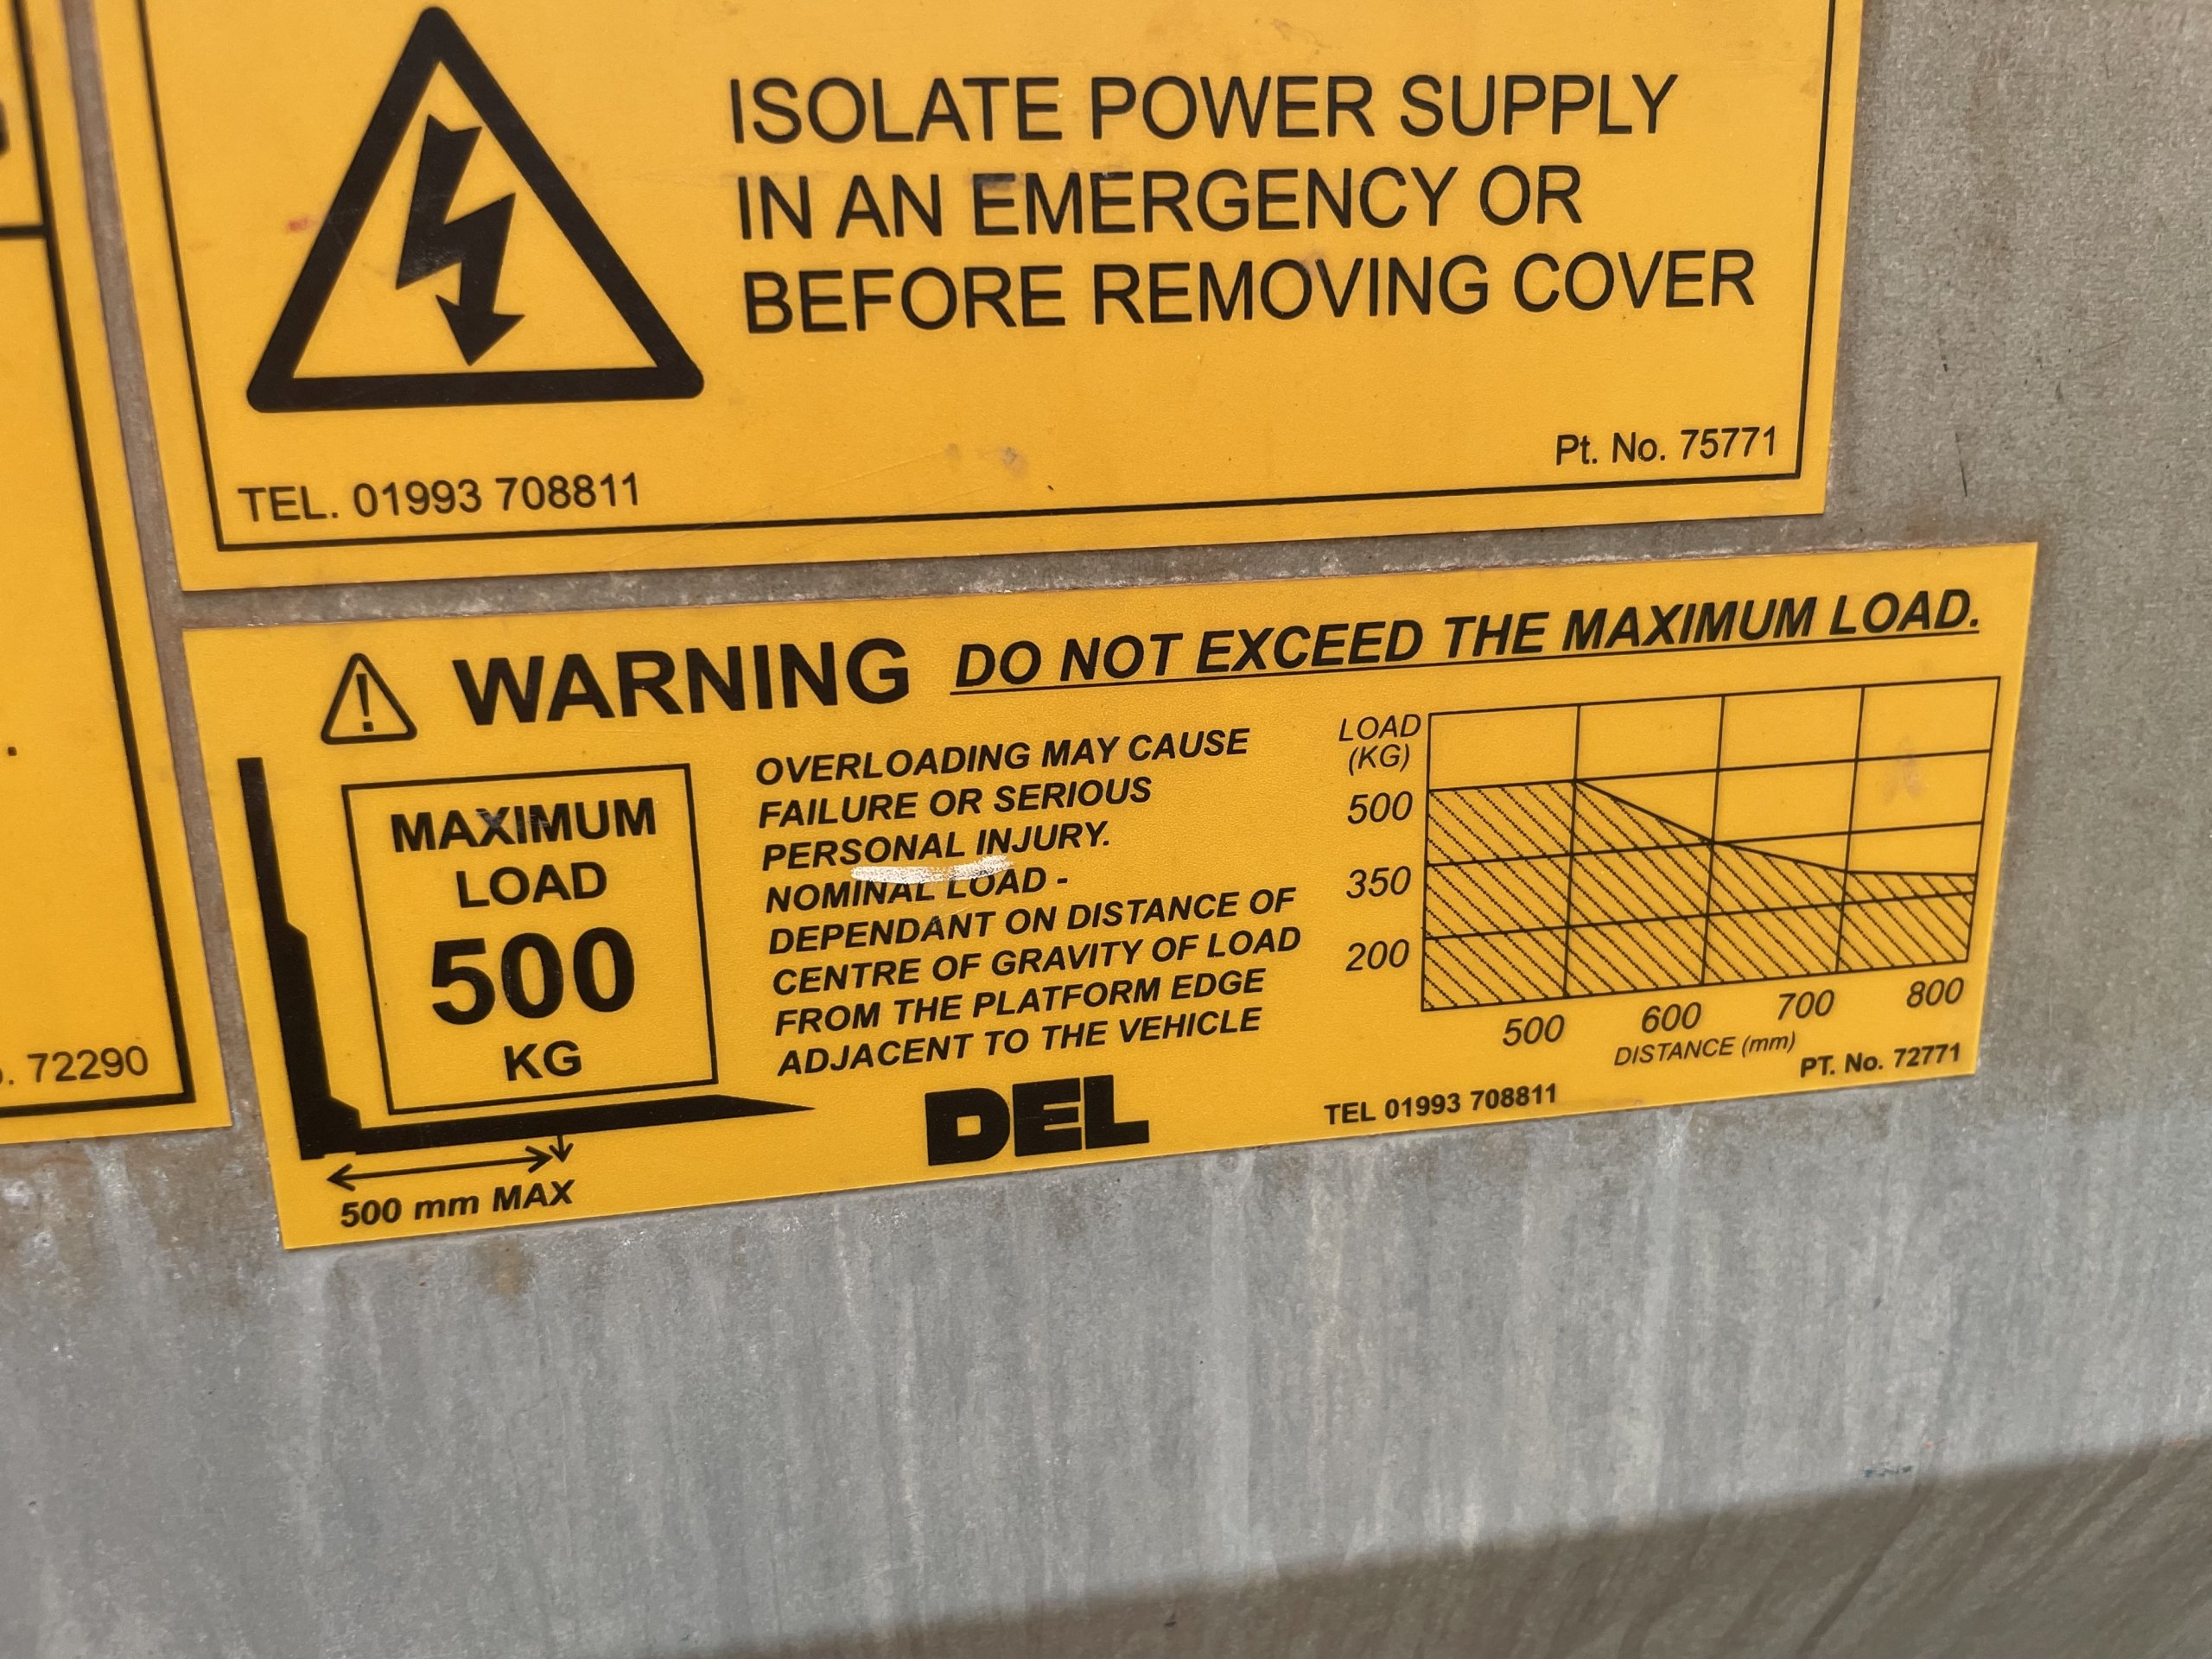 ISOLATE POWER SUPPLY
IN AN EMERGENCY OR
BEFORE REMOVING COVER
Pt. No. 75771
TEL. 01993 708811
72290
WARNING DO NOT EXCEED THE MAXIMUM LOAD.
MAXIMUM
LOAD
500
KG
500 mm MAX
OVERLOADING MAY CAUSE
FAILURE OR SERIOUS
PERSONAL INJURY.
NOMINAL LOAD -
DEPENDANT ON DISTANCE OF
CENTRE OF GRAVITY OF LOAD
FROM THE PLATFORM EDGE
ADJACENT TO THE VEHICLE
DEL
LOAD
(KG)
500
350
200
500 600 700 800
DISTANCE (mm)
PT. No. 72771
TEL 01993 708811